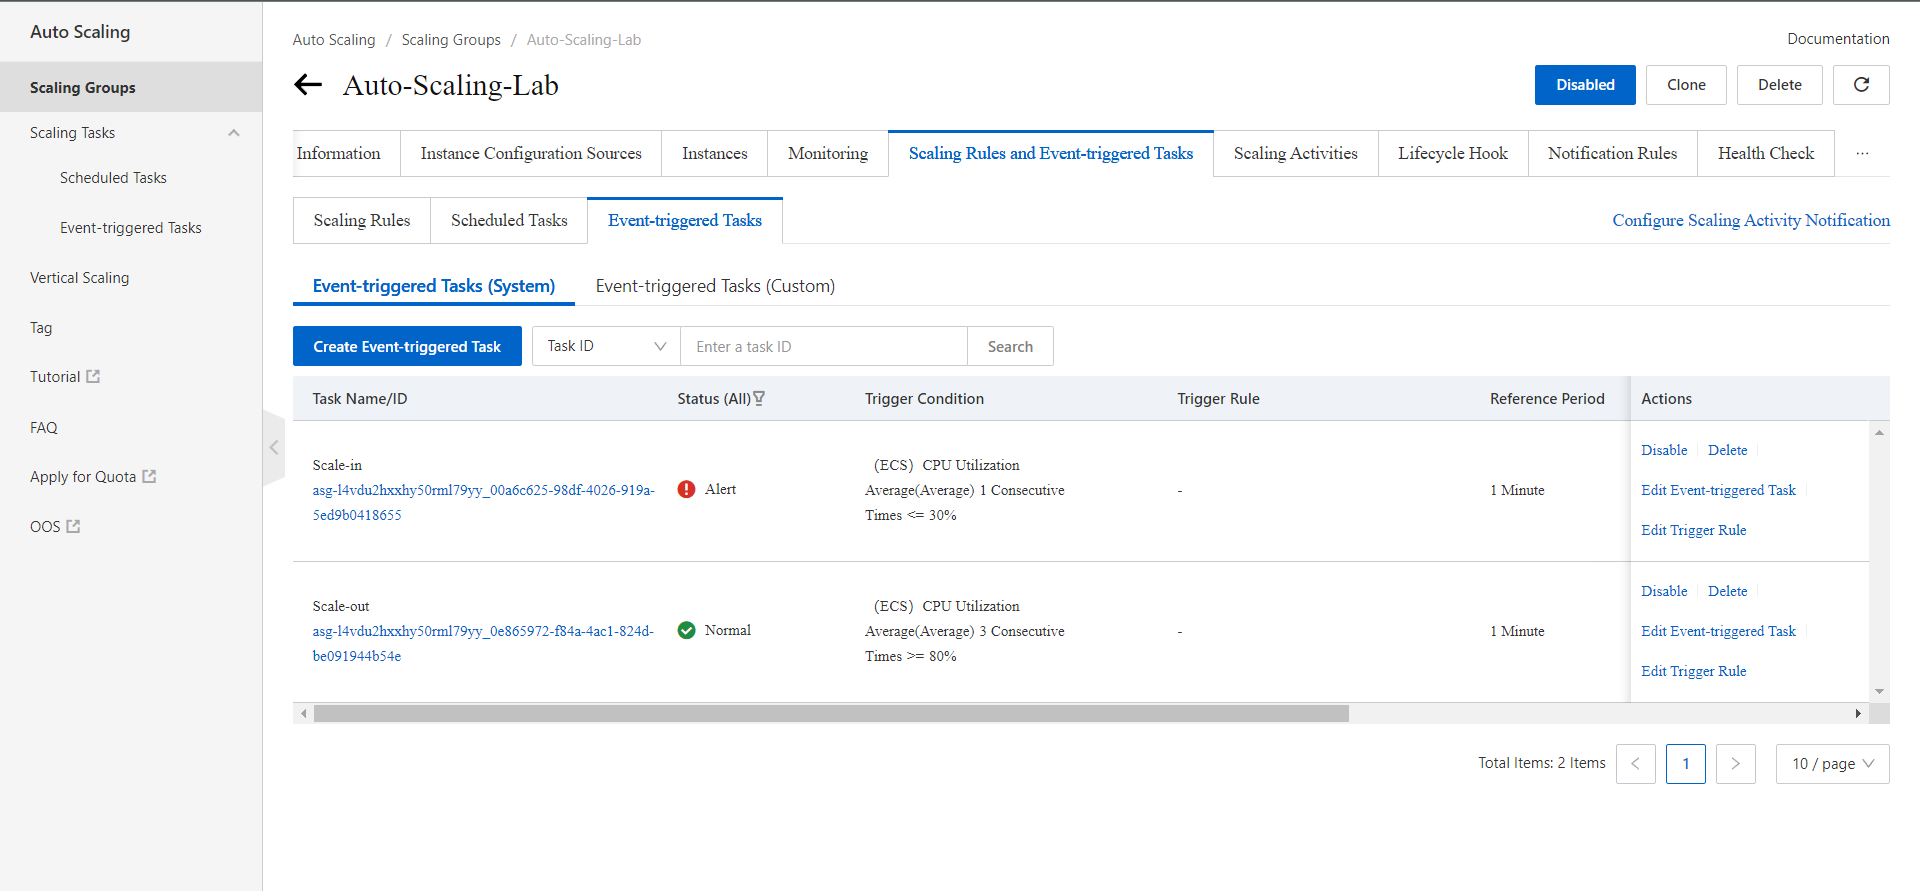 Auto Scaling
Scaling Groups
Scaling Tasks
Scheduled Tasks
Event-triggered Tasks
Vertical Scaling
Tag
Tutorial
FAQ
Apply for Quota
OOS
Auto Scaling / Scaling Groups / Auto-Scaling-Lab
Documentation
Auto-Scaling-Lab
Disabled
Clone
Delete
Information
Instance Configuration Sources
Instances
Monitoring
Scaling Rules and Event-triggered Tasks
Scaling Activities
Lifecycle Hook
Notification Rules
Health Check
...
Scaling Rules
Scheduled Tasks
Event-triggered Tasks
Configure Scaling Activity Notification
Event-triggered Tasks (System)
Event-triggered Tasks (Custom)
Create Event-triggered Task
Task ID
Enter a task ID
Search
Task Name/ID
Status (All)
Trigger Condition
Trigger Rule
Reference Period
Actions
Scale-in
asg-l4vdu2hxxhy50rml79yy_00a6c625-98df-4026-919a-
5ed9b0418655
Alert
(ECS) CPU Utilization
Average(Average) 1 Consecutive
Times <= 30%
-
1 Minute
Disable
Delete
Edit Event-triggered Task
Edit Trigger Rule
Scale-out
asg-l4vdu2hxxhy50rml79yy_0e865972-f84a-4ac1-824d-
be091944b54e
Normal
(ECS) CPU Utilization
Average(Average) 3 Consecutive
Times >= 80%
-
1 Minute
Disable
Delete
Edit Event-triggered Task
Edit Trigger Rule
Total Items: 2 Items
1
10 / page